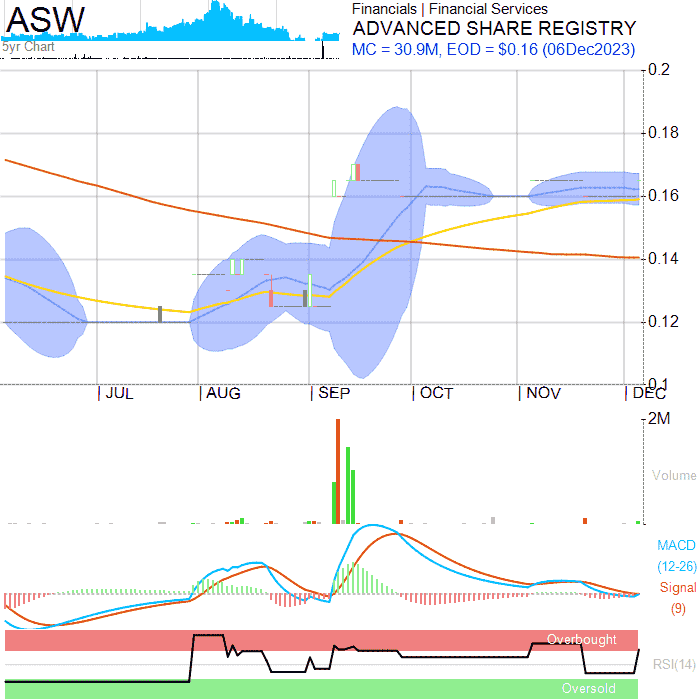 ASW
5yr Chart
Financials | Financial Services
ADVANCED SHARE REGISTRY
MC = 30.9M, EOD = $0.16 (06Dec2023)
0.2
0.18
0.16
0.14
0.12
0.1
JUL AUG SEP OCT NOV DEC
2M
Volume
MACD
(12-26)
Signal
(9)
Overbought
RSI(14)
Oversold